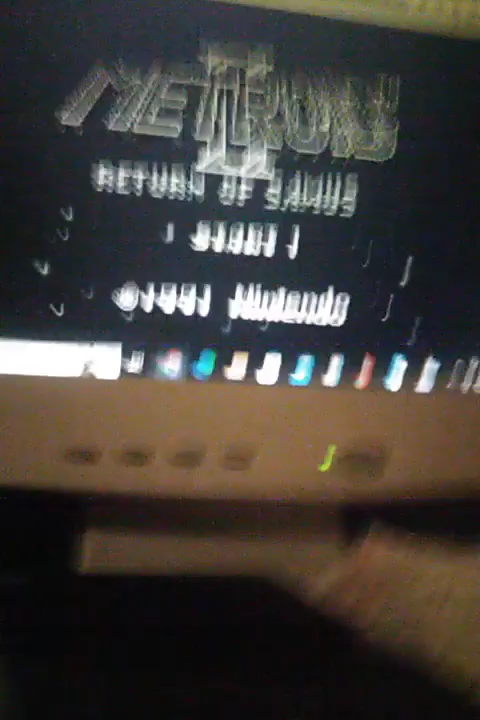 METROID
II
RETURN OF SAMUS
START
©1991 Nintendo